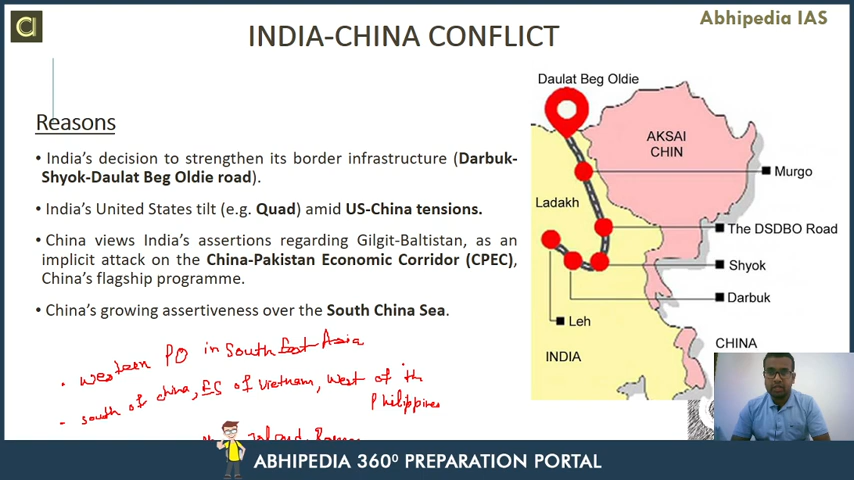 Abhipedia IAS
INDIA-CHINA CONFLICT
Reasons
• India's decision to strengthen its border infrastructure (Darbuk-
Shyok-Daulat Beg Oldie road).
• India's United States tilt (e.g. Quad) amid US-China tensions.
• China views India's assertions regarding Gilgit-Baltistan, as an
implicit attack on the China-Pakistan Economic Corridor (CPEC),
China's flagship programme.
• China's growing assertiveness over the South China Sea.
• western PO in South East Asia
- south of china, ES of Vietnam, west of the
Philippines
Island
Daulat Beg Oldie
AKSAI
CHIN
Murgo
Ladakh
The DSDBO Road
Shyok
Darbuk
Leh
INDIA
CHINA
ABHIPEDIA 360⁰ PREPARATION PORTAL